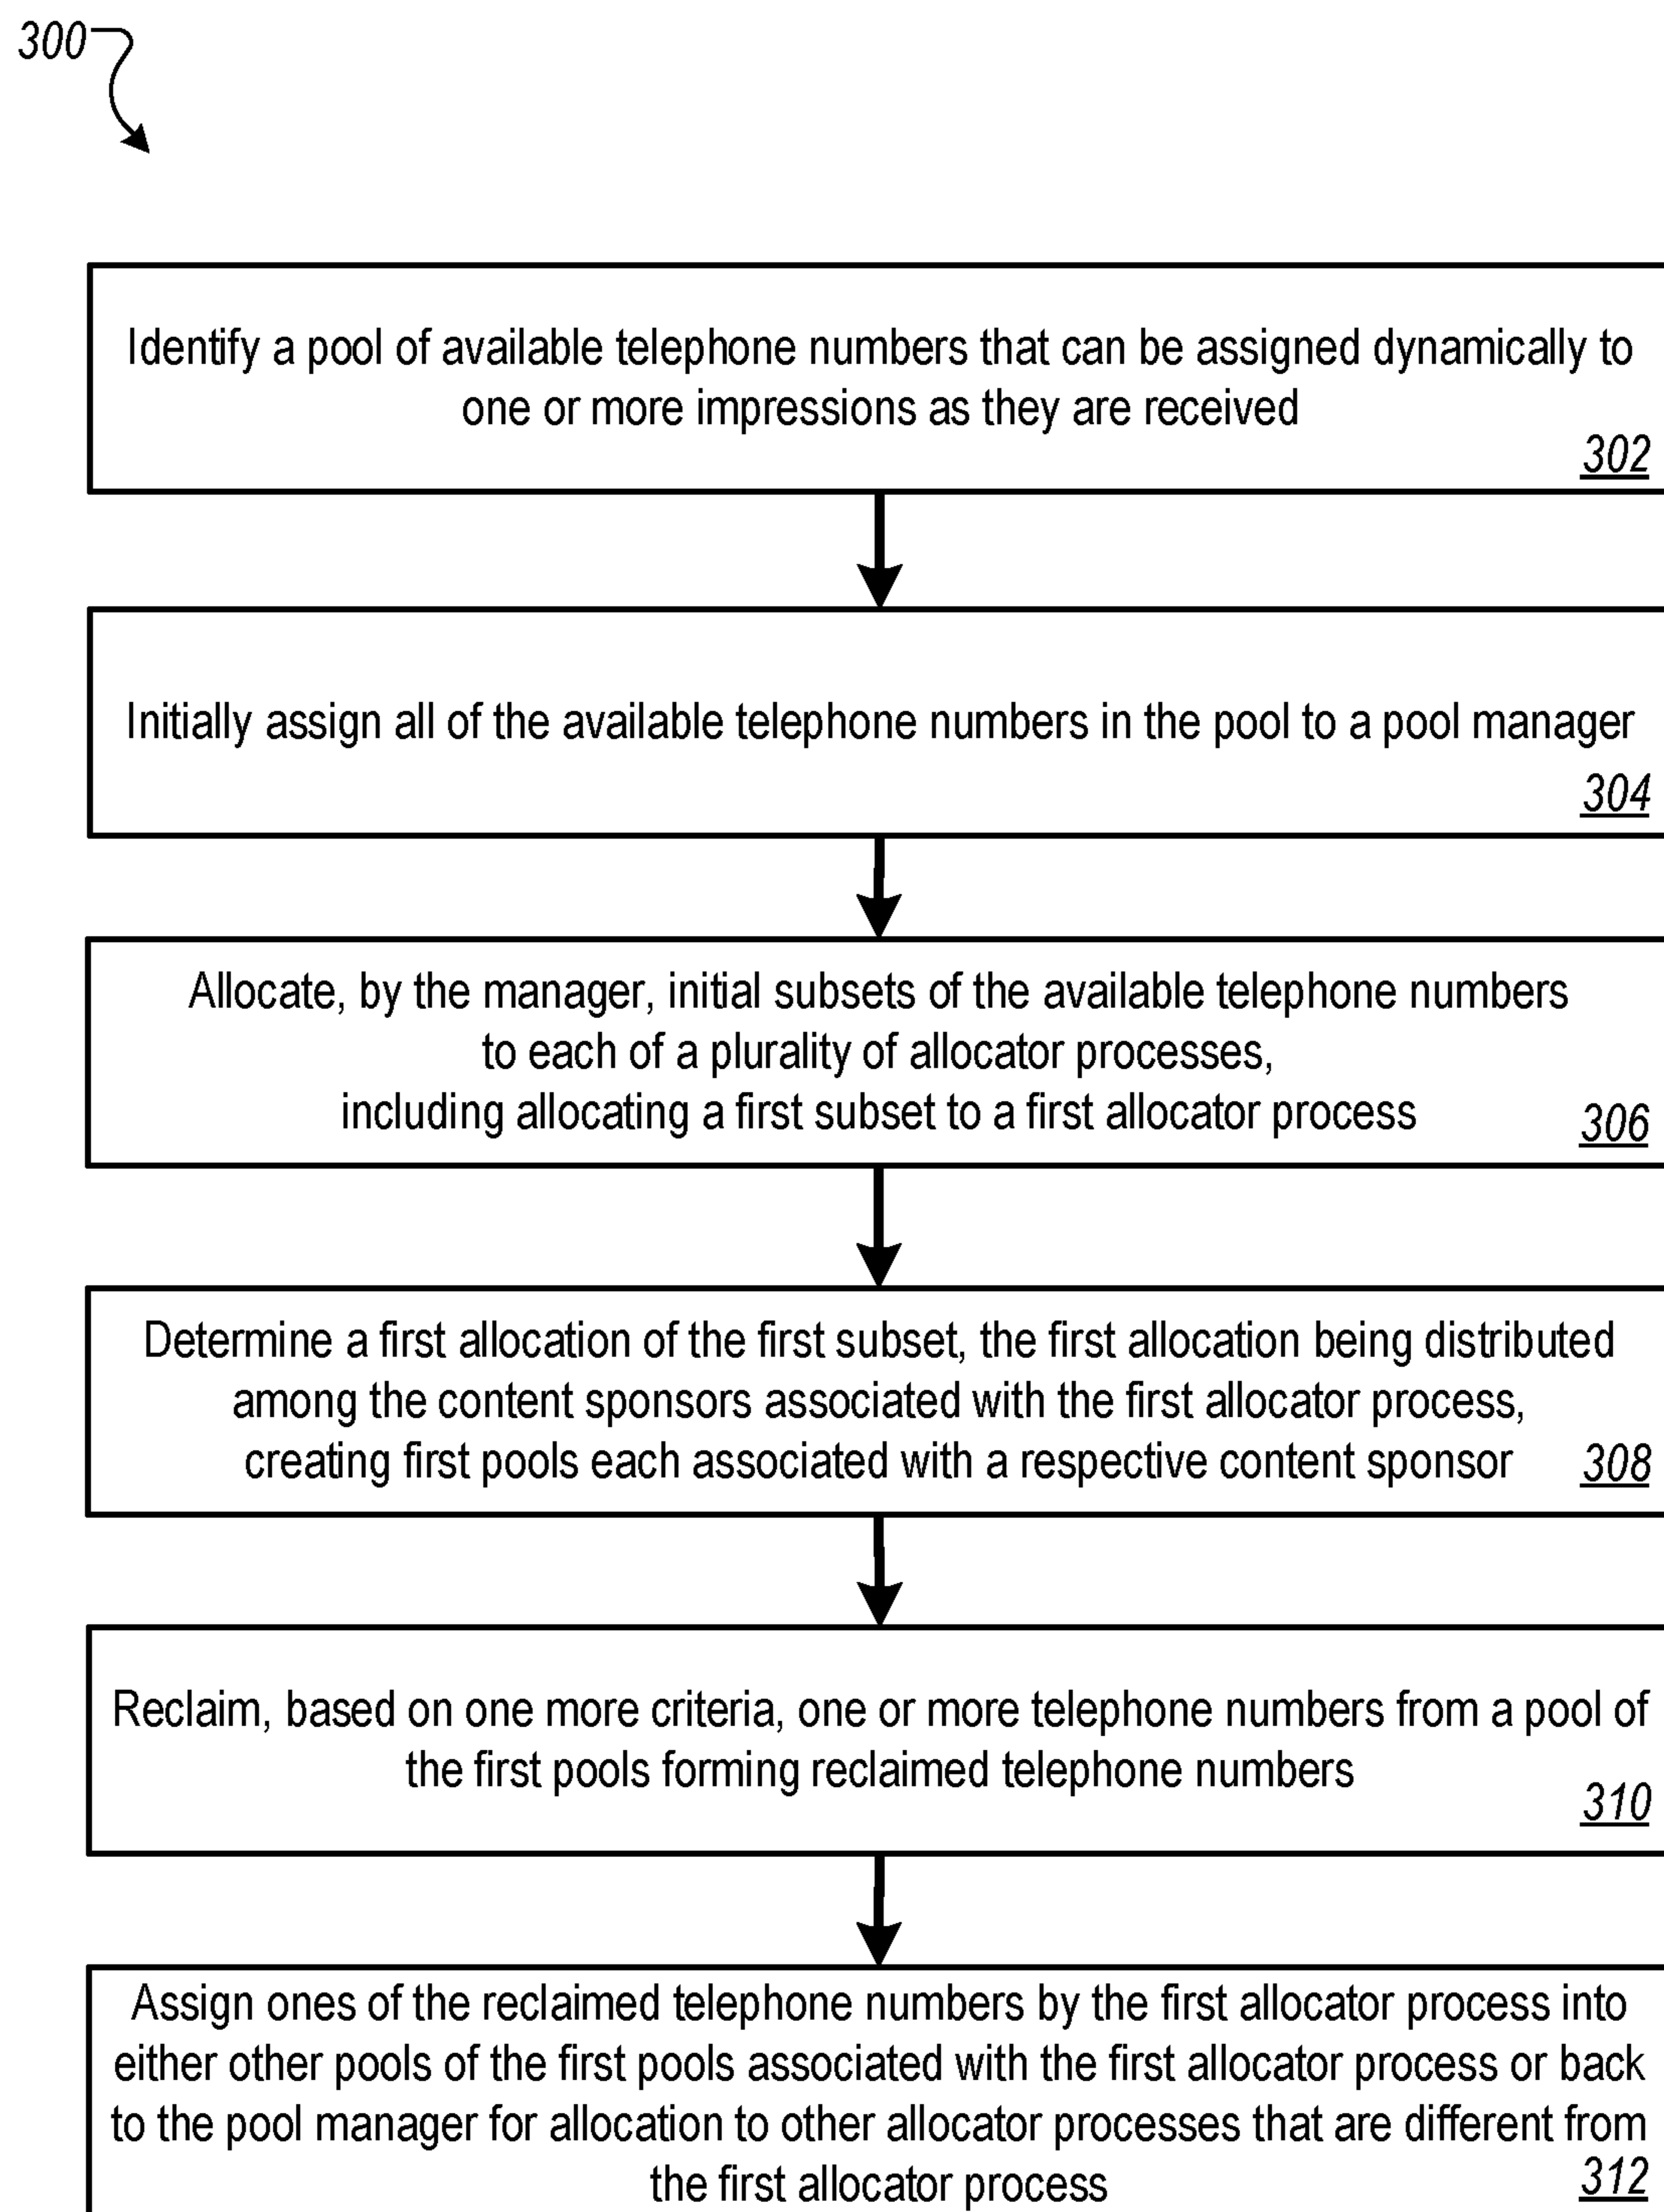 300
Identify a pool of available telephone numbers that can be assigned dynamically to
one or more impressions as they are received
302
Initially assign all of the available telephone numbers in the pool to a pool manager
304
Allocate, by the manager, initial subsets of the available telephone numbers
to each of a plurality of allocator processes,
including allocating a first subset to a first allocator process
306
Determine a first allocation of the first subset, the first allocation being distributed
among the content sponsors associated with the first allocator process,
creating first pools each associated with a respective content sponsor
308
Reclaim, based on one more criteria, one or more telephone numbers from a pool of
the first pools forming reclaimed telephone numbers
310
Assign ones of the reclaimed telephone numbers by the first allocator process into
either other pools of the first pools associated with the first allocator process or back
to the pool manager for allocation to other allocator processes that are different from
the first allocator process
312